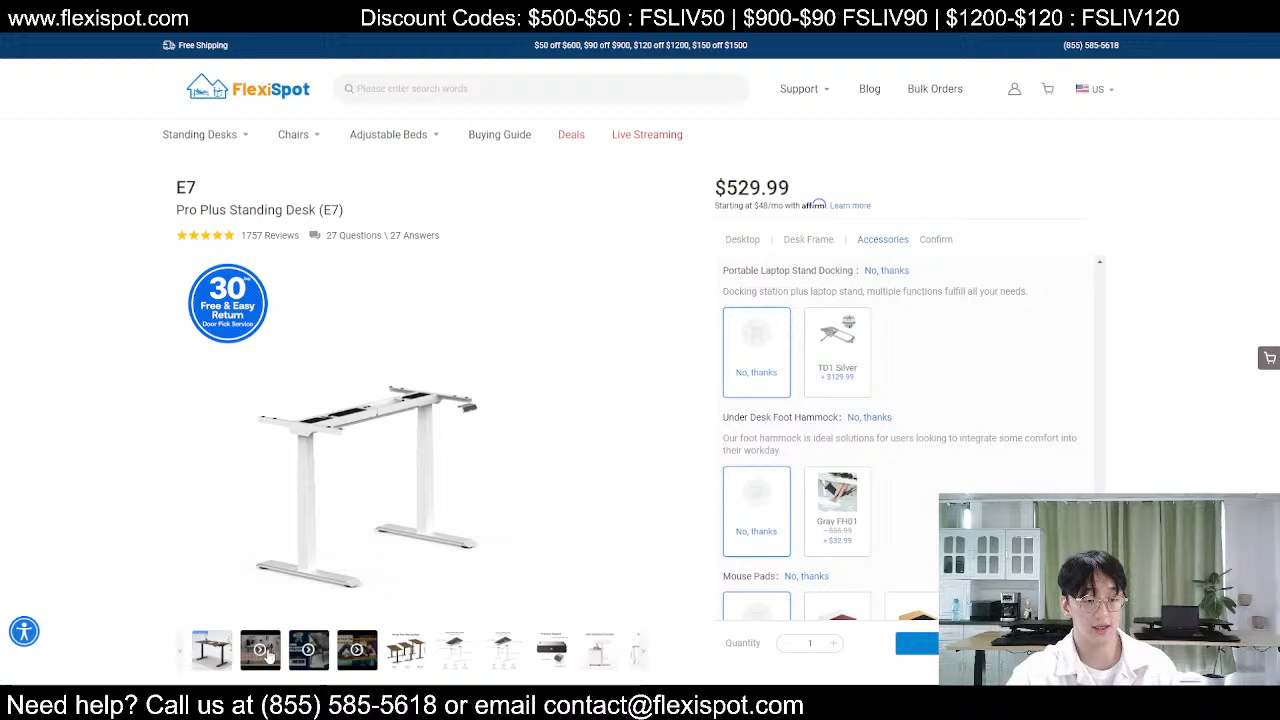 www.flexispot.com
Discount Codes: $500-$50 : FSLIV50 | $900-$90 FSLIV90 | $1200-$120 : FSLIV120
Free Shipping
$50 off $600, $90 off $900, $120 off $1200, $150 off $1500
(855) 585-5618
FlexiSpot
Please enter search words
Support
Blog
Bulk Orders
US
Standing Desks
Chairs
Adjustable Beds
Buying Guide
Deals
Live Streaming
E7
Pro Plus Standing Desk (E7)
1757 Reviews
27 Questions \ 27 Answers
30
Free & Easy
Return
Door Pick Service
$529.99
Starting at $48/mo with affirm. Learn more
Desktop | Desk Frame | Accessories Confirm
Portable Laptop Stand Docking : No, thanks
Docking station plus laptop stand, multiple functions fulfill all your needs.
No, thanks
TD1 Silver
+ $129.99
Under Desk Foot Hammock: No, thanks
Our foot hammock is ideal solutions for users looking to integrate some comfort into
their workday.
No, thanks
Gray FH01
+ $32.99
Mouse Pads: No, thanks
Quantity
1
Need help? Call us at (855) 585-5618 or email contact@flexispot.com